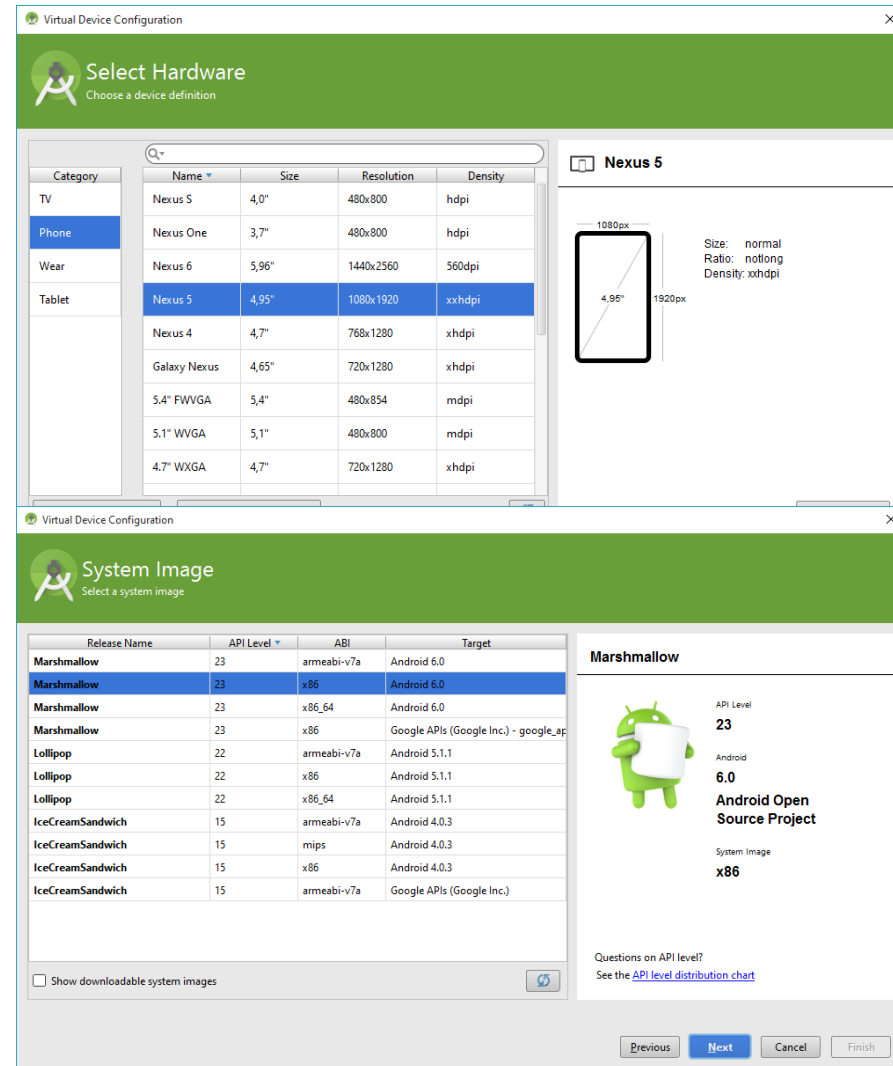 Virtual Device Configuration
Select Hardware
Choose a device definition
Category
TV
Phone
Wear
Tablet
Name Size Resolution Density
Nexus S 4,0" 480x800 hdpi
Nexus One 3,7" 480x800 hdpi
Nexus 6 5,96" 1440x2560 560dpi
Nexus 5 4,95" 1080x1920 xxhdpi
Nexus 4 4,7" 768x1280 xhdpi
Galaxy Nexus 4,65" 720x1280 xhdpi
5.4" FWVGA 5,4" 480x854 mdpi
5.1" WVGA 5,1" 480x800 mdpi
4.7" WXGA 4,7" 720x1280 xhdpi
Nexus 5
1080px
4,95"
1920px
Size: normal
Ratio: notlong
Density: xxhdpi
Virtual Device Configuration
System Image
Select a system image
Release Name API Level ABI Target
Marshmallow 23 armeabi-v7a Android 6.0
Marshmallow 23 x86 Android 6.0
Marshmallow 23 x86_64 Android 6.0
Marshmallow 23 x86 Google APIs (Google Inc.) - google_ap
Lollipop 22 armeabi-v7a Android 5.1.1
Lollipop 22 x86 Android 5.1.1
Lollipop 22 x86_64 Android 5.1.1
IceCreamSandwich 15 armeabi-v7a Android 4.0.3
IceCreamSandwich 15 mips Android 4.0.3
IceCreamSandwich 15 x86 Android 4.0.3
IceCreamSandwich 15 armeabi-v7a Google APIs (Google Inc.)
Show downloadable system images
Marshmallow
API Level
23
Android
6.0
Android Open
Source Project
System Image
x86
Questions on API level?
See the API level distribution chart
Previous Next Cancel Finish